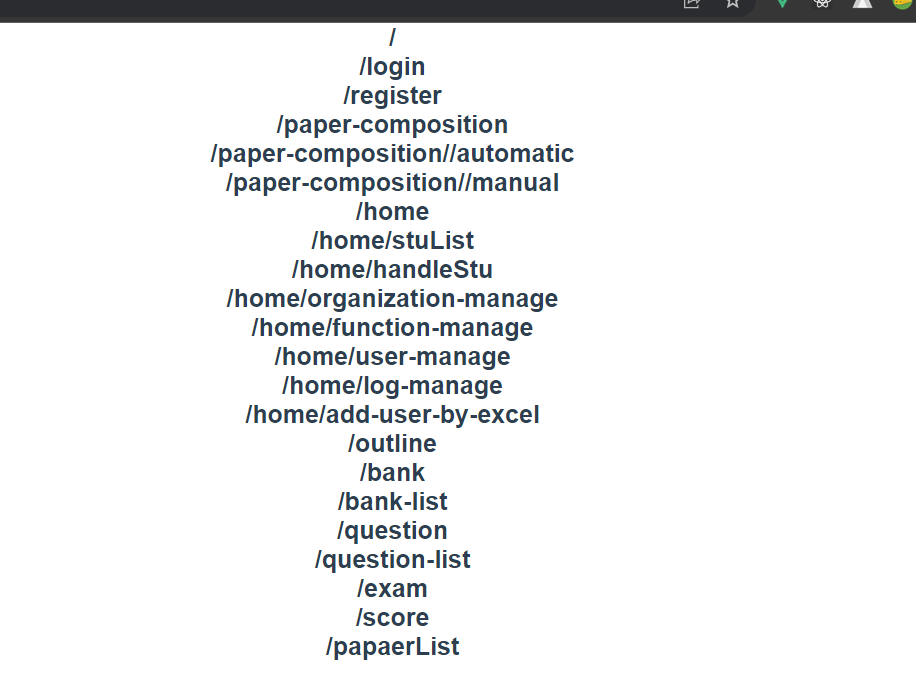 /
/login
/register
/paper-composition
/paper-composition//automatic
/paper-composition//manual
/home
/home/stuList
/home/handleStu
/home/organization-manage
/home/function-manage
/home/user-manage
/home/log-manage
/home/add-user-by-excel
/outline
/bank
/bank-list
/question
/question-list
/exam
/score
/papaerList